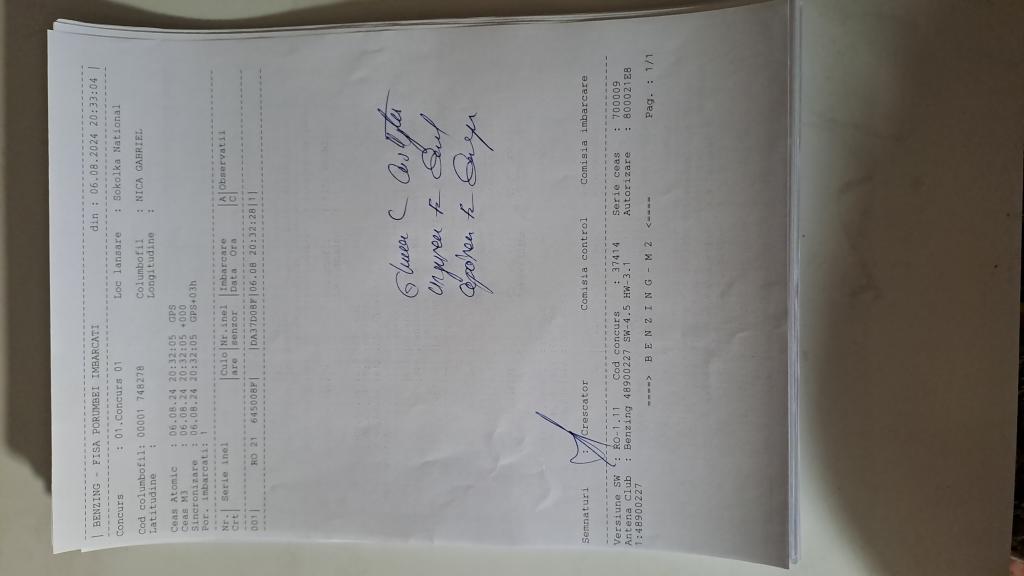 | BENZING - FISA PORUMBEI IMBARCATI din : 06.08.2024 20:33:04 |
Concurs : 01.Concurs 01 Loc lansare : Sokolka National
Cod columbofil: 00001 748278 Columbofil : NICA GABRIEL
Latitudine : Longitudine :
Ceas Atomic : 06.08.24 20:32:05 GPS
Ceas M3 : 06.08.24 20:32:05 +000
Sincronizare : 06.08.24 20:32:05 GPS+03h
Por. imbarcati: 1
Nr. | Serie inel |Culo|Nr.inel |Imbarcare |A|Observatii
Crt| |are |senzor |Data Ora |C|
001| RO 21 645008F| |DA37D08F|06.08 20:32:28|1|
Semnaturi : Crescator Comisia control Comisia imbarcare
Versiune SW : RO-1.11 Cod concurs : 37414 Serie ceas : 700009
Antena Club : Benzing 48900227 SW-4.5 HW-3.1 Autorizare : 800021E8
1:48900227
====> B E N Z I N G - M 2 <==== Pag. : 1/1